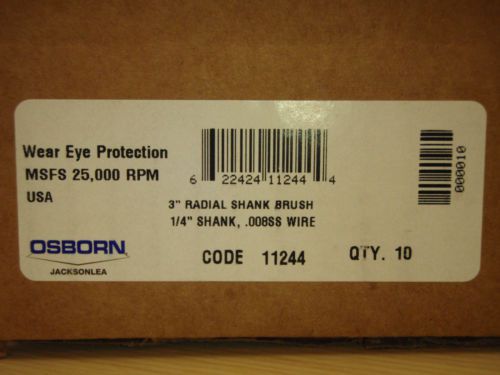 Wear Eye Protection
MSFS 25,000 RPM
USA
6 22424 11244 4
000010
3" RADIAL SHANK BRUSH
1/4" SHANK, .008SS WIRE
OSBORN
JACKSONLEA
CODE 11244
QTY. 10